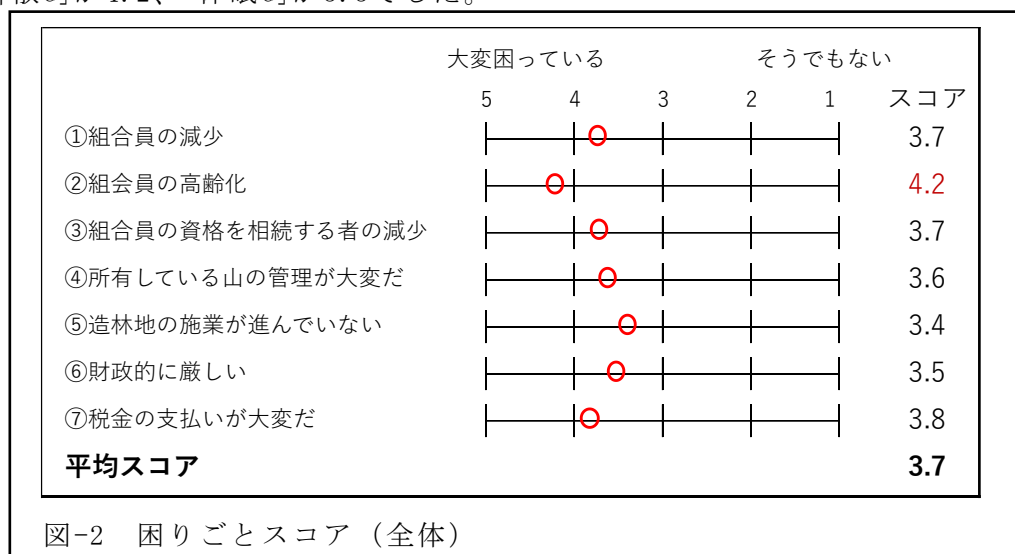 大変困っている そうでもない
5 4 3 2 1 スコア
①組合員の減少 3.7
②組会員の高齢化 4.2
③組合員の資格を相続する者の減少 3.7
④所有している山の管理が大変だ 3.6
⑤造林地の施業が進んでいない 3.4
⑥財政的に厳しい 3.5
⑦税金の支払いが大変だ 3.8
平均スコア 3.7
図-2 困りごとスコア（全体）